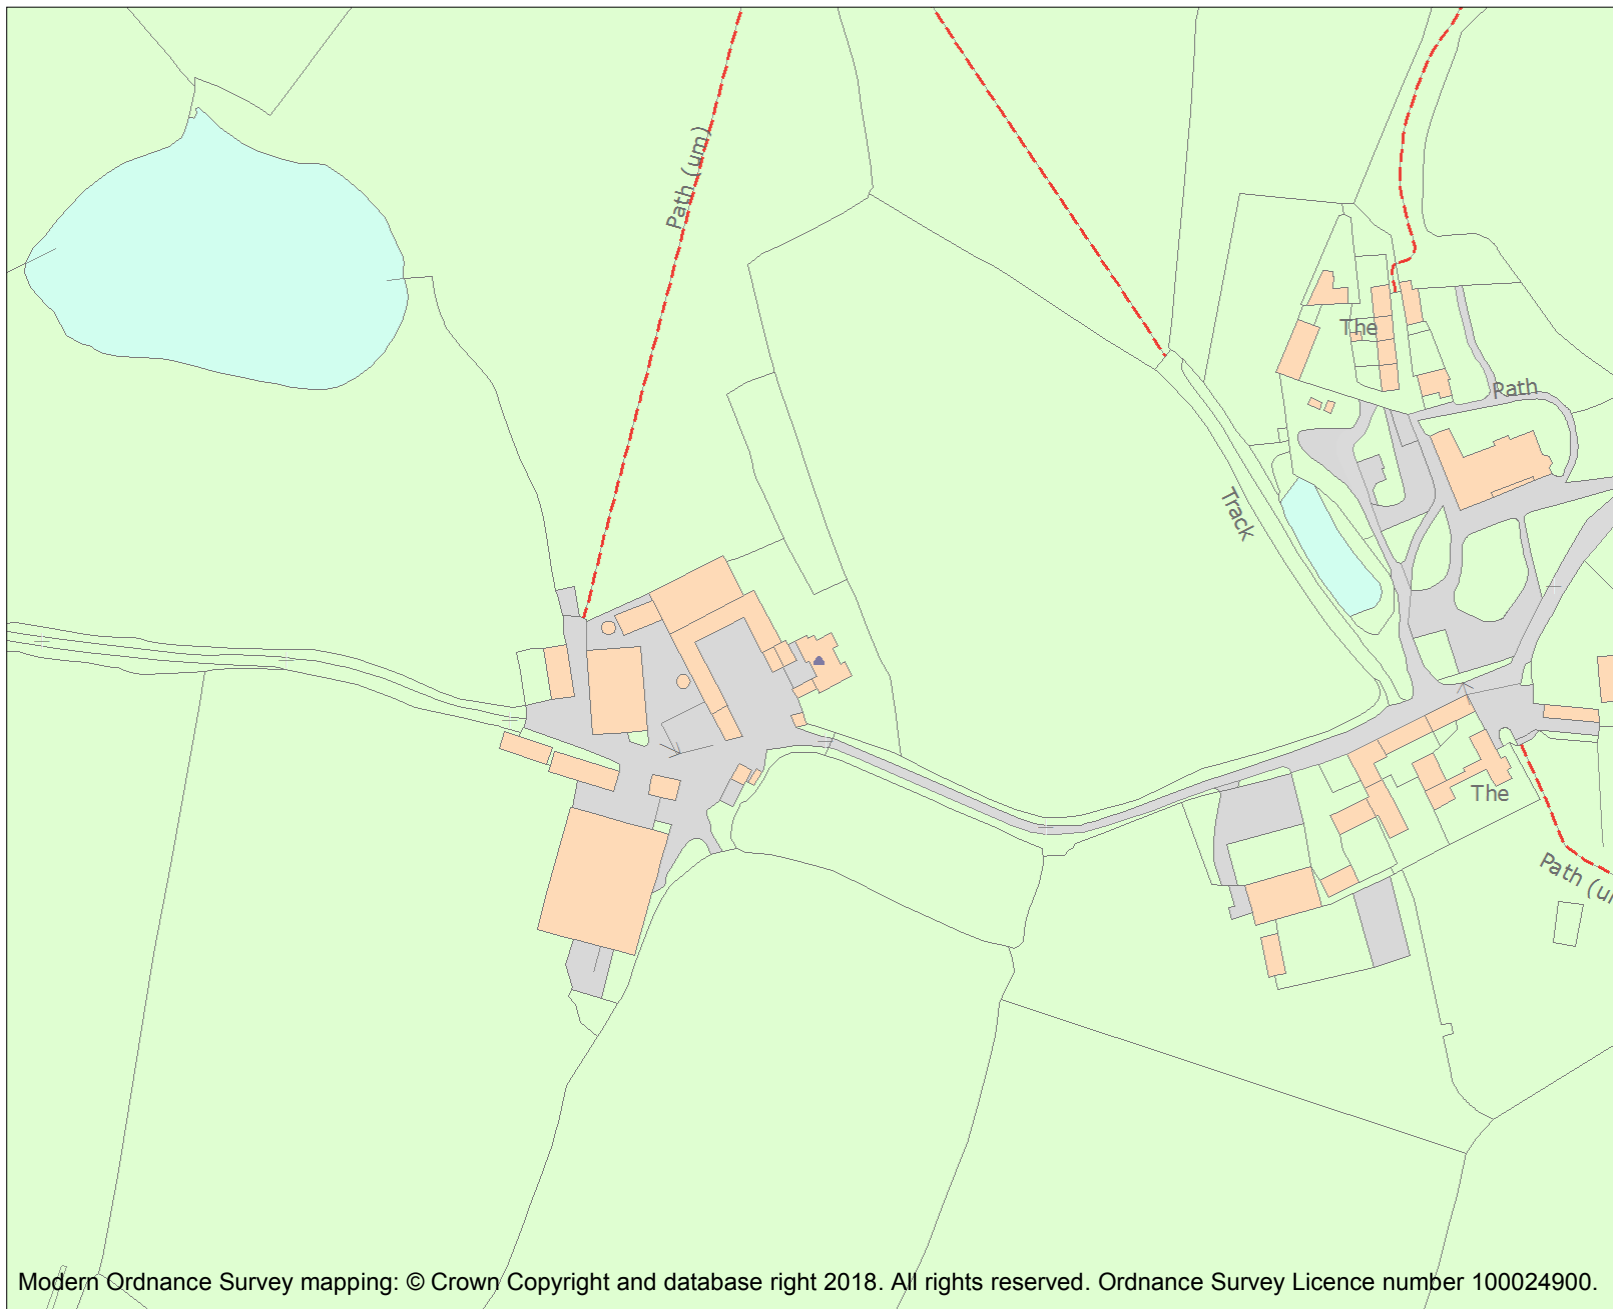 Path (um)
The
Path
Track
The
Path (u
Modern Ordnance Survey mapping: © Crown Copyright and database right 2018. All rights reserved. Ordnance Survey Licence number 100024900.